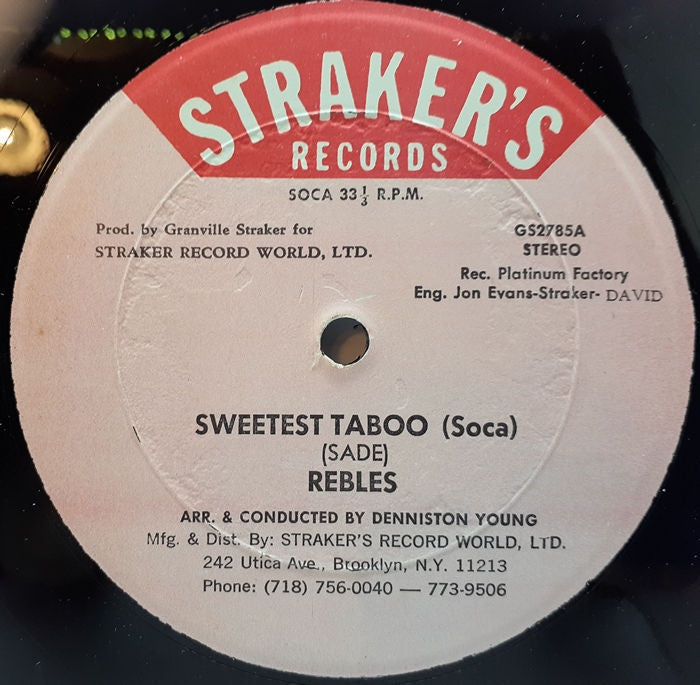 STRAKER'S
RECORDS
SOCA 33 1/3 R.P.M.
Prod. by Granville Straker for
STRAKER RECORD WORLD, LTD.
GS2785A
STEREO
Rec. Platinum Factory
Eng. Jon Evans-Straker- DAVID
SWEETEST TABOO (Soca)
(SADE)
REBLES
ARR. & CONDUCTED BY DENNISTON YOUNG
Mfg. & Dist. By: STRAKER'S RECORD WORLD, LTD.
242 Utica Ave., Brooklyn, N.Y. 11213
Phone: (718) 756-0040 — 773-9506